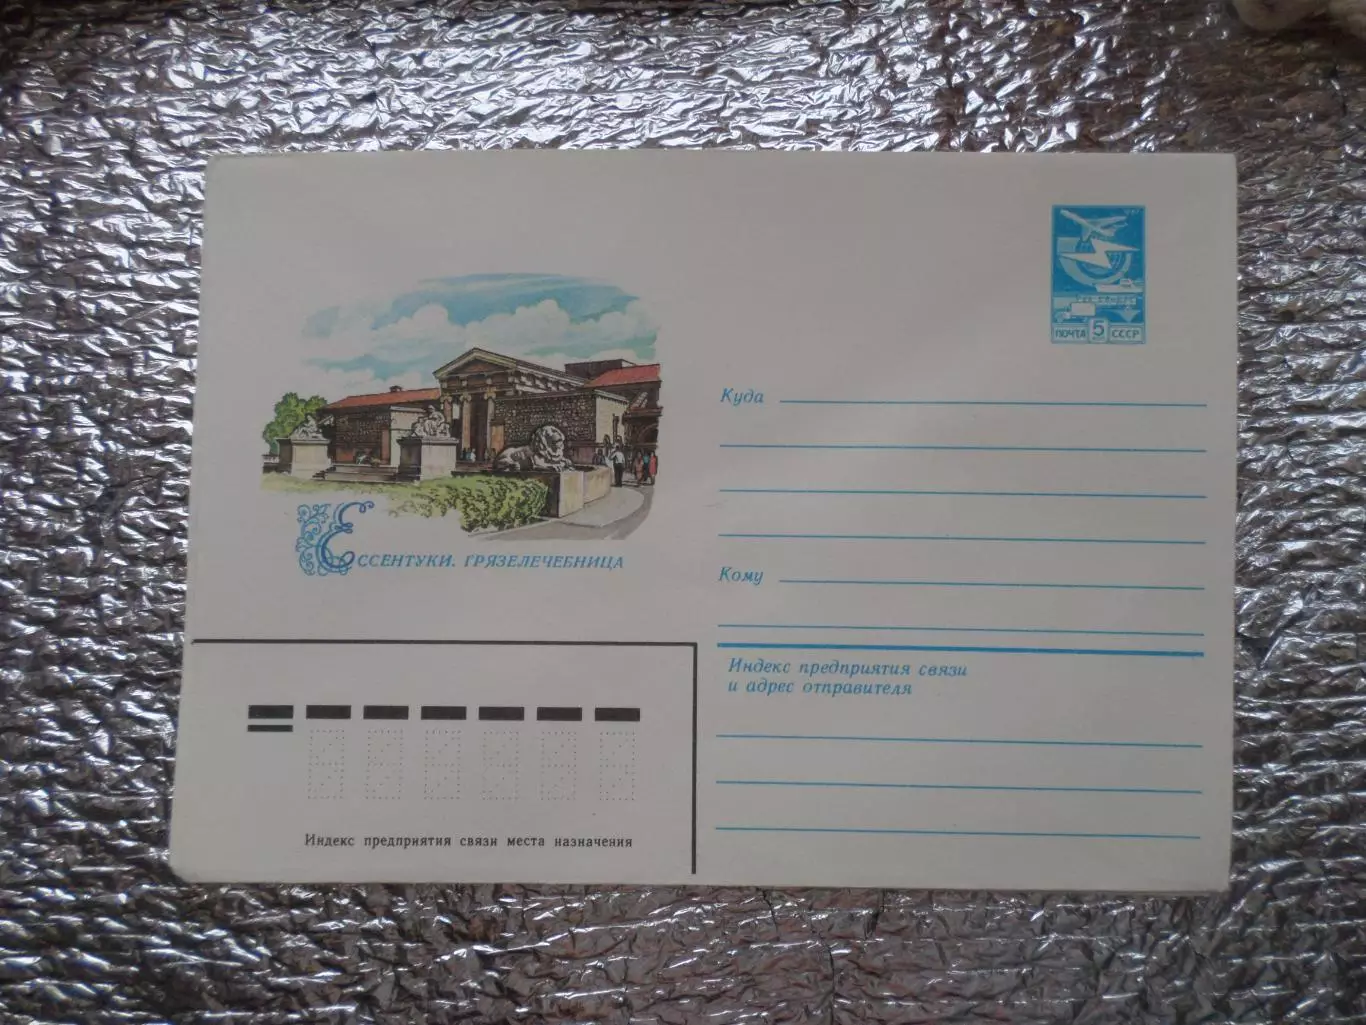 ПОЧТА 5 СССР
Куда
ЕССЕНТУКИ. ГРЯЗЕЛЕЧЕБНИЦА
Кому
Индекс предприятия связи
и адрес отправителя
Индекс предприятия связи места назначения